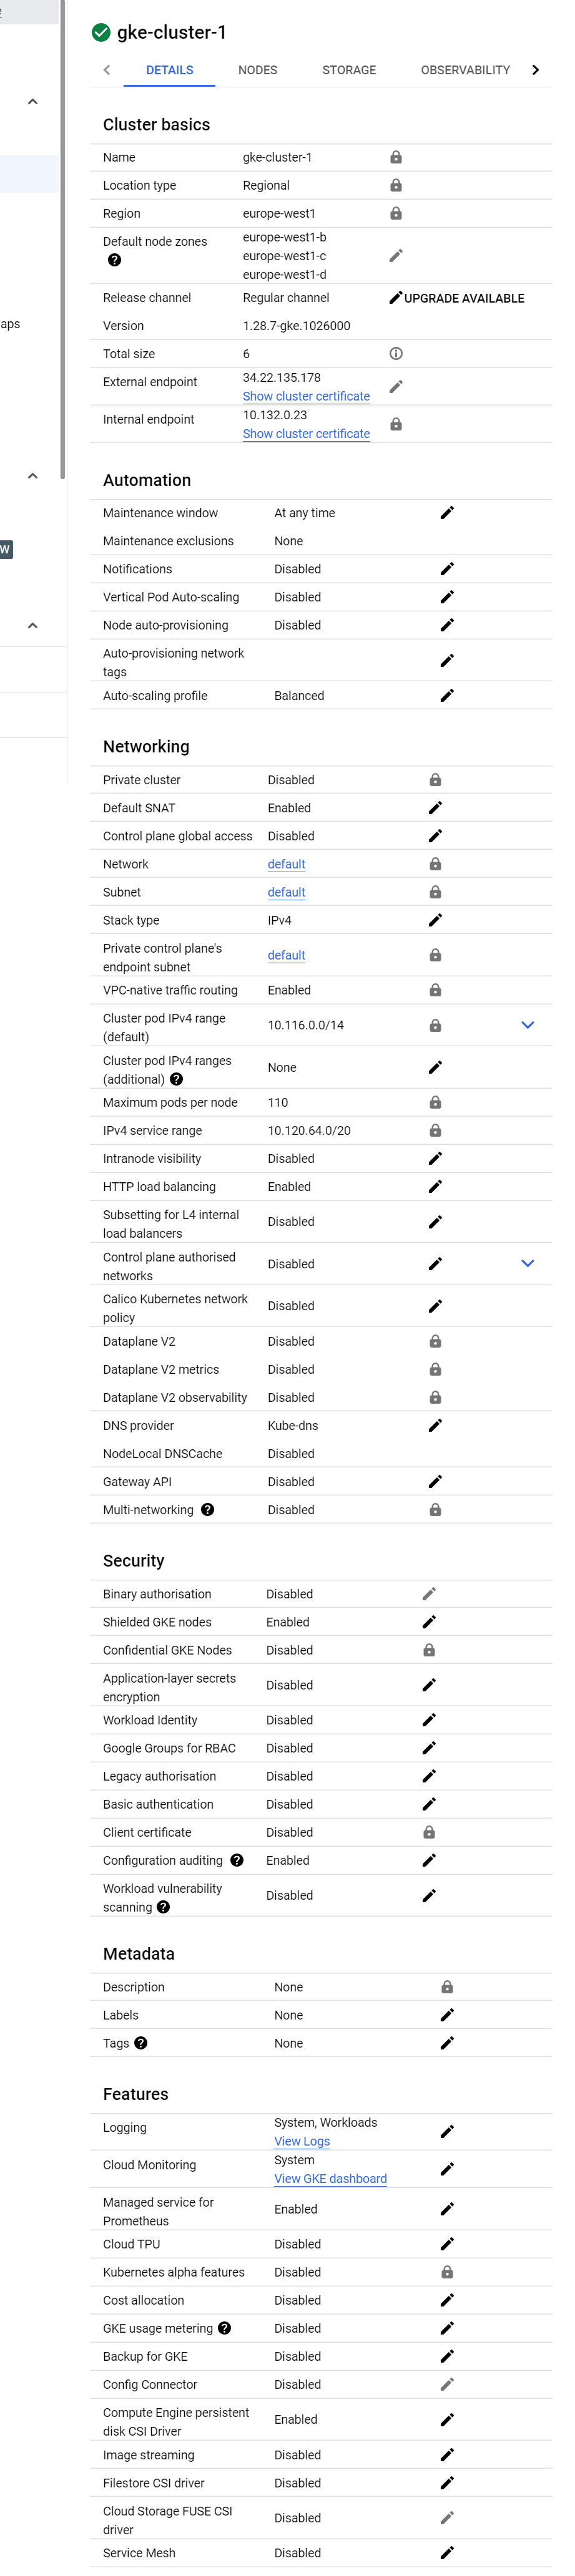 gke-cluster-1
DETAILS NODES STORAGE OBSERVABILITY
Cluster basics
Name gke-cluster-1
Location type Regional
Region europe-west1
Default node zones europe-west1-b
europe-west1-c
europe-west1-d
Release channel Regular channel UPGRADE AVAILABLE
aps
Version 1.28.7-gke.1026000
Total size 6
External endpoint 34.22.135.178
Show cluster certificate
Internal endpoint 10.132.0.23
Show cluster certificate
Automation
Maintenance window At any time
Maintenance exclusions None
W
Notifications Disabled
Vertical Pod Auto-scaling Disabled
Node auto-provisioning Disabled
Auto-provisioning network
tags
Auto-scaling profile Balanced
Networking
Private cluster Disabled
Default SNAT Enabled
Control plane global access Disabled
Network default
Subnet default
Stack type IPv4
Private control plane's
endpoint subnet default
VPC-native traffic routing Enabled
Cluster pod IPv4 range
(default) 10.116.0.0/14
Cluster pod IPv4 ranges
(additional) None
Maximum pods per node 110
IPv4 service range 10.120.64.0/20
Intranode visibility Disabled
HTTP load balancing Enabled
Subsetting for L4 internal
load balancers Disabled
Control plane authorised
networks Disabled
Calico Kubernetes network
policy Disabled
Dataplane V2 Disabled
Dataplane V2 metrics Disabled
Dataplane V2 observability Disabled
DNS provider Kube-dns
NodeLocal DNSCache Disabled
Gateway API Disabled
Multi-networking Disabled
Security
Binary authorisation Disabled
Shielded GKE nodes Enabled
Confidential GKE Nodes Disabled
Application-layer secrets
encryption Disabled
Workload Identity Disabled
Google Groups for RBAC Disabled
Legacy authorisation Disabled
Basic authentication Disabled
Client certificate Disabled
Configuration auditing Enabled
Workload vulnerability
scanning Disabled
Metadata
Description None
Labels None
Tags None
Features
Logging System, Workloads
View Logs
Cloud Monitoring System
View GKE dashboard
Managed service for
Prometheus Enabled
Cloud TPU Disabled
Kubernetes alpha features Disabled
Cost allocation Disabled
GKE usage metering Disabled
Backup for GKE Disabled
Config Connector Disabled
Compute Engine persistent
disk CSI Driver Enabled
Image streaming Disabled
Filestore CSI driver Disabled
Cloud Storage FUSE CSI
driver Disabled
Service Mesh Disabled